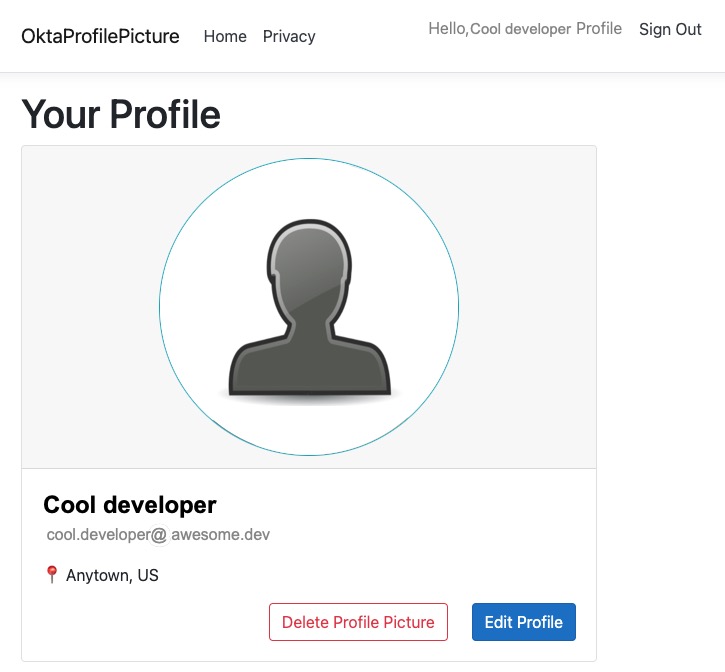 OktaProfilePicture Home Privacy Hello,Cool developer Profile Sign Out
Your Profile
Cool developer
cool.developer@ awesome.dev
Anytown, US
Delete Profile Picture Edit Profile